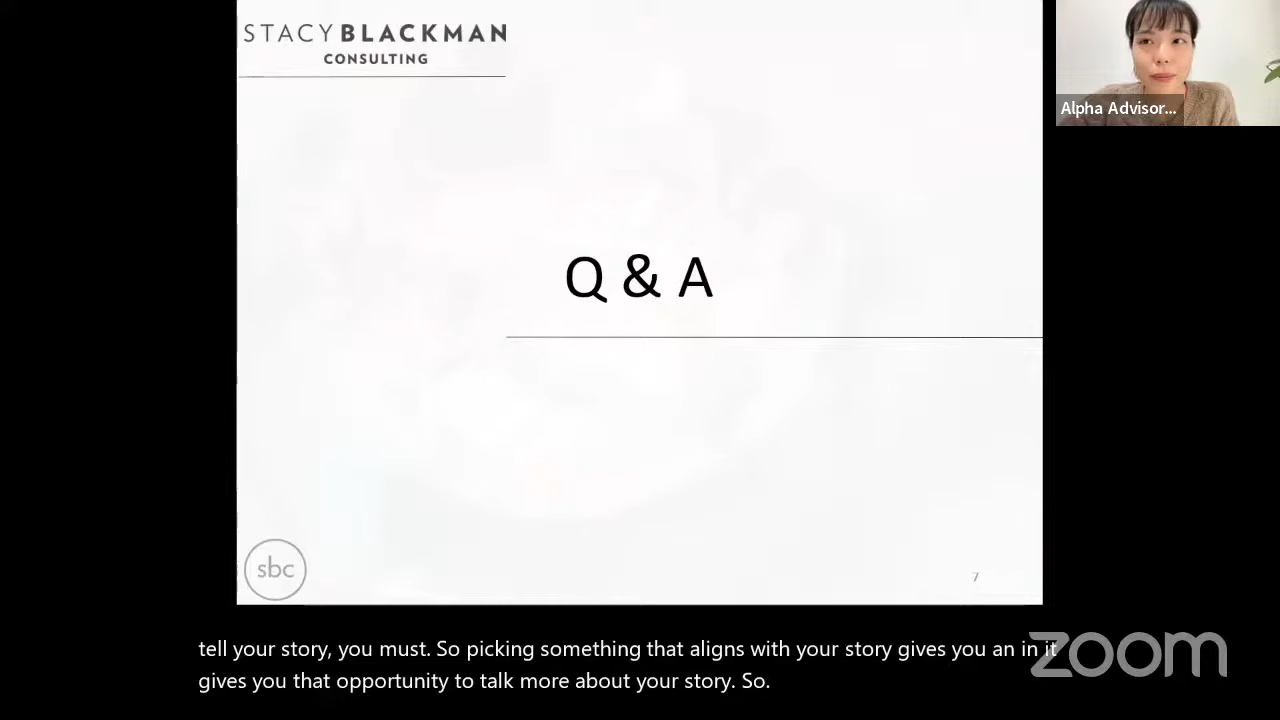 STACY BLACKMAN
CONSULTING
Alpha Advisor...
Q & A
sbc
7
tell your story, you must. So picking something that aligns with your story gives you an in it
gives you that opportunity to talk more about your story. So.
zoom